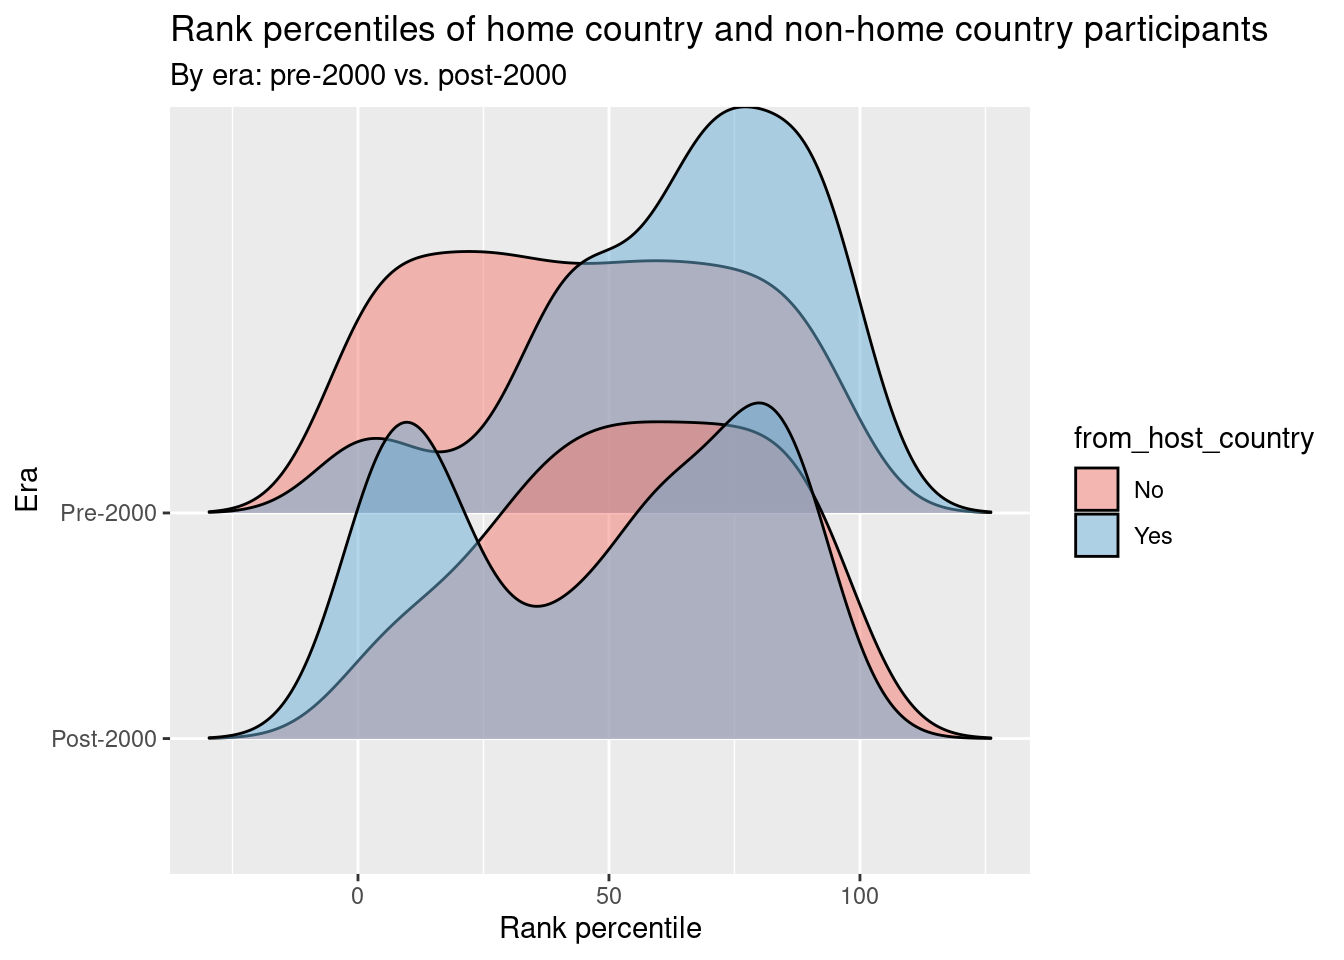 Rank percentiles of home country and non-home country participants
By era: pre-2000 vs. post-2000
Era
Pre-2000
Post-2000
0
50
100
Rank percentile
from_host_country
No
Yes